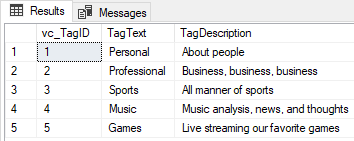 Results Messages
vc_TagID TagText TagDescription
1 1 Personal About people
2 2 Professional Business, business, business
3 3 Sports All manner of sports
4 4 Music Music analysis, news, and thoughts
5 5 Games Live streaming our favorite games